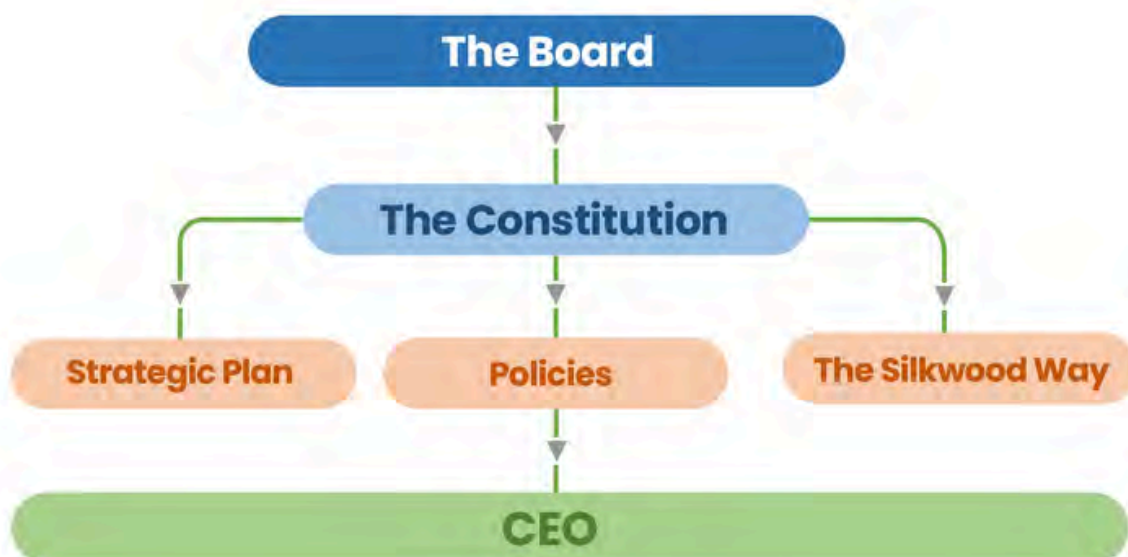 The Board
The Constitution
Strategic Plan
Policies
The Silkwood Way
CEO